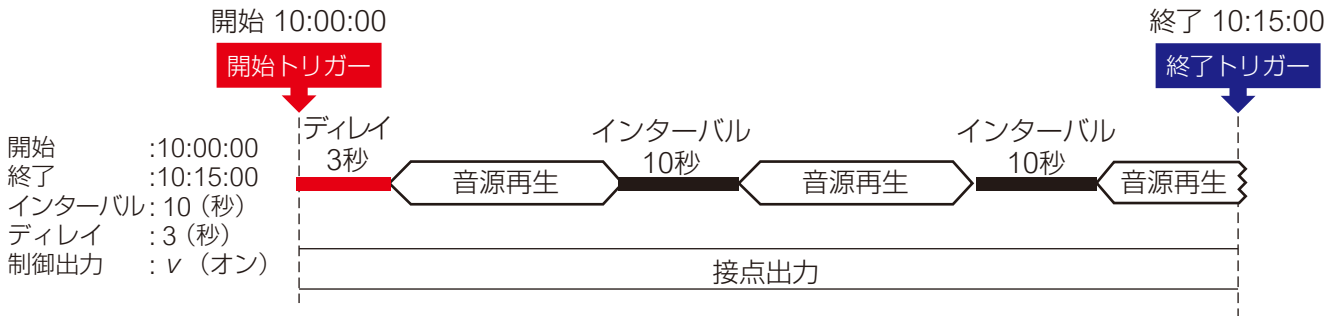 開始 10:00:00
終了 10:15:00
開始トリガー
終了トリガー
ディレイ
3秒
インターバル
10秒
インターバル
10秒
音源再生
音源再生
音源再生
開始 :10:00:00
終了 :10:15:00
インターバル : 10（秒）
ディレイ : 3（秒）
制御出力 : v （オン）
接点出力